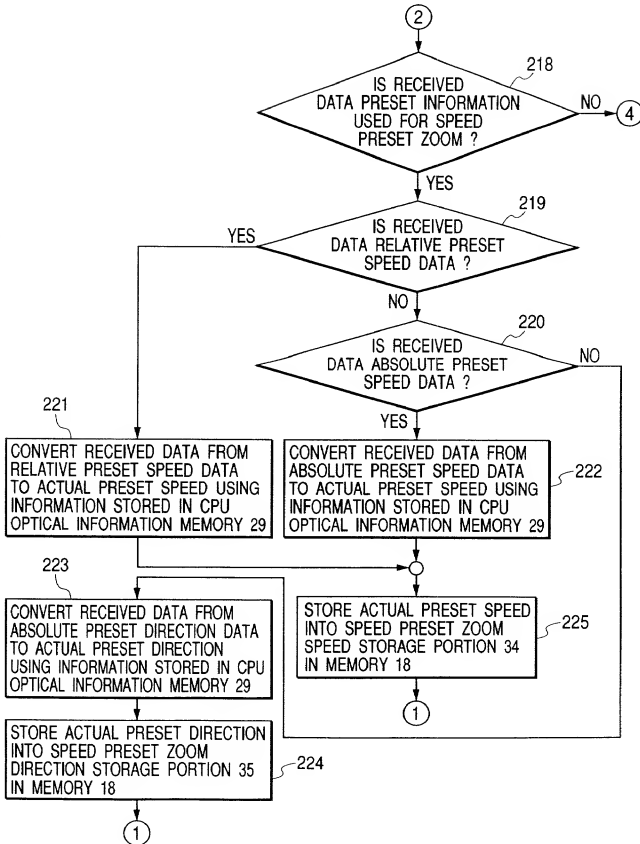 2
218
IS RECEIVED
DATA PRESET INFORMATION
USED FOR SPEED
PRESET ZOOM ?
NO
4
YES
219
IS RECEIVED
DATA RELATIVE PRESET
SPEED DATA ?
YES
NO
220
IS RECEIVED
DATA ABSOLUTE PRESET
SPEED DATA ?
NO
YES
221
CONVERT RECEIVED DATA FROM
RELATIVE PRESET SPEED DATA
TO ACTUAL PRESET SPEED USING
INFORMATION STORED IN CPU
OPTICAL INFORMATION MEMORY 29
222
CONVERT RECEIVED DATA FROM
ABSOLUTE PRESET SPEED DATA
TO ACTUAL PRESET SPEED USING
INFORMATION STORED IN CPU
OPTICAL INFORMATION MEMORY 29
223
CONVERT RECEIVED DATA FROM
ABSOLUTE PRESET DIRECTION DATA
TO ACTUAL PRESET DIRECTION
USING INFORMATION STORED IN CPU
OPTICAL INFORMATION MEMORY 29
225
STORE ACTUAL PRESET SPEED
INTO SPEED PRESET ZOOM
SPEED STORAGE PORTION 34
IN MEMORY 18
1
STORE ACTUAL PRESET DIRECTION
INTO SPEED PRESET ZOOM
DIRECTION STORAGE PORTION 35
IN MEMORY 18
224
1